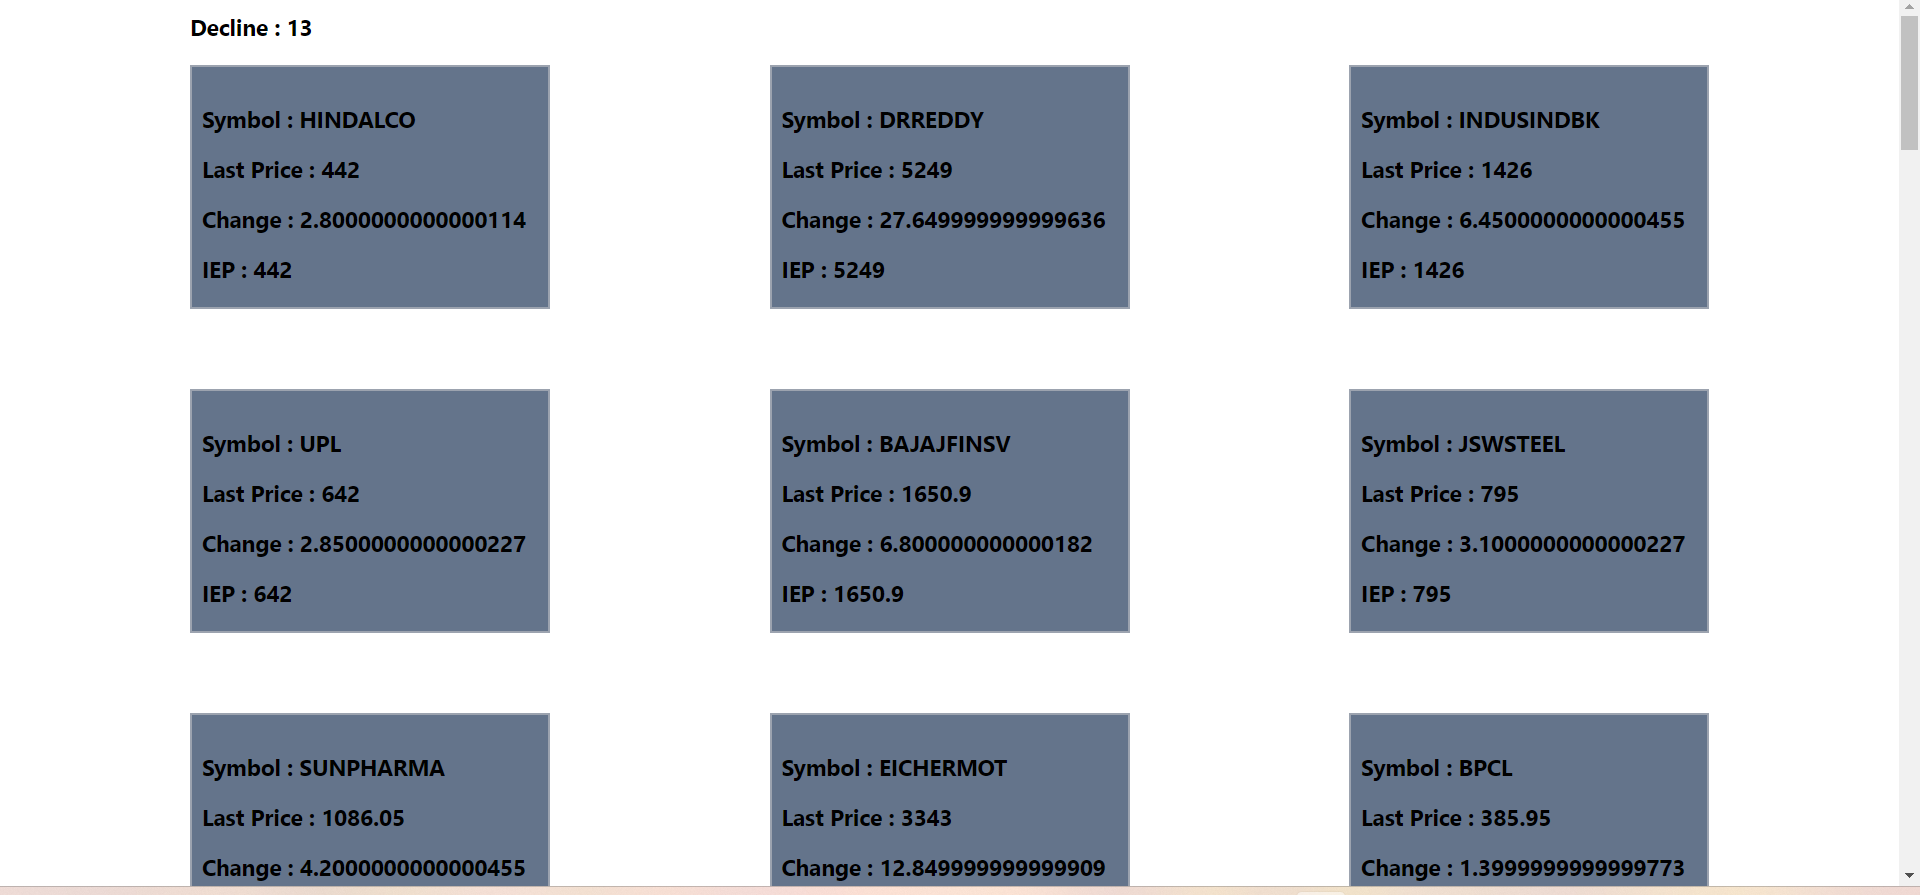 Decline : 13
Symbol : HINDALCO
Last Price : 442
Change : 2.8000000000000114
IEP : 442
Symbol : DRREDDY
Last Price : 5249
Change : 27.649999999999636
IEP : 5249
Symbol : INDUSINDBK
Last Price : 1426
Change : 6.4500000000000455
IEP : 1426
Symbol : UPL
Last Price : 642
Change : 2.8500000000000227
IEP : 642
Symbol : BAJAJFINSV
Last Price : 1650.9
Change : 6.800000000000182
IEP : 1650.9
Symbol : JSWSTEEL
Last Price : 795
Change : 3.1000000000000227
IEP : 795
Symbol : SUNPHARMA
Last Price : 1086.05
Change : 4.2000000000000455
Symbol : EICHERMOT
Last Price : 3343
Change : 12.849999999999909
Symbol : BPCL
Last Price : 385.95
Change : 1.3999999999999773